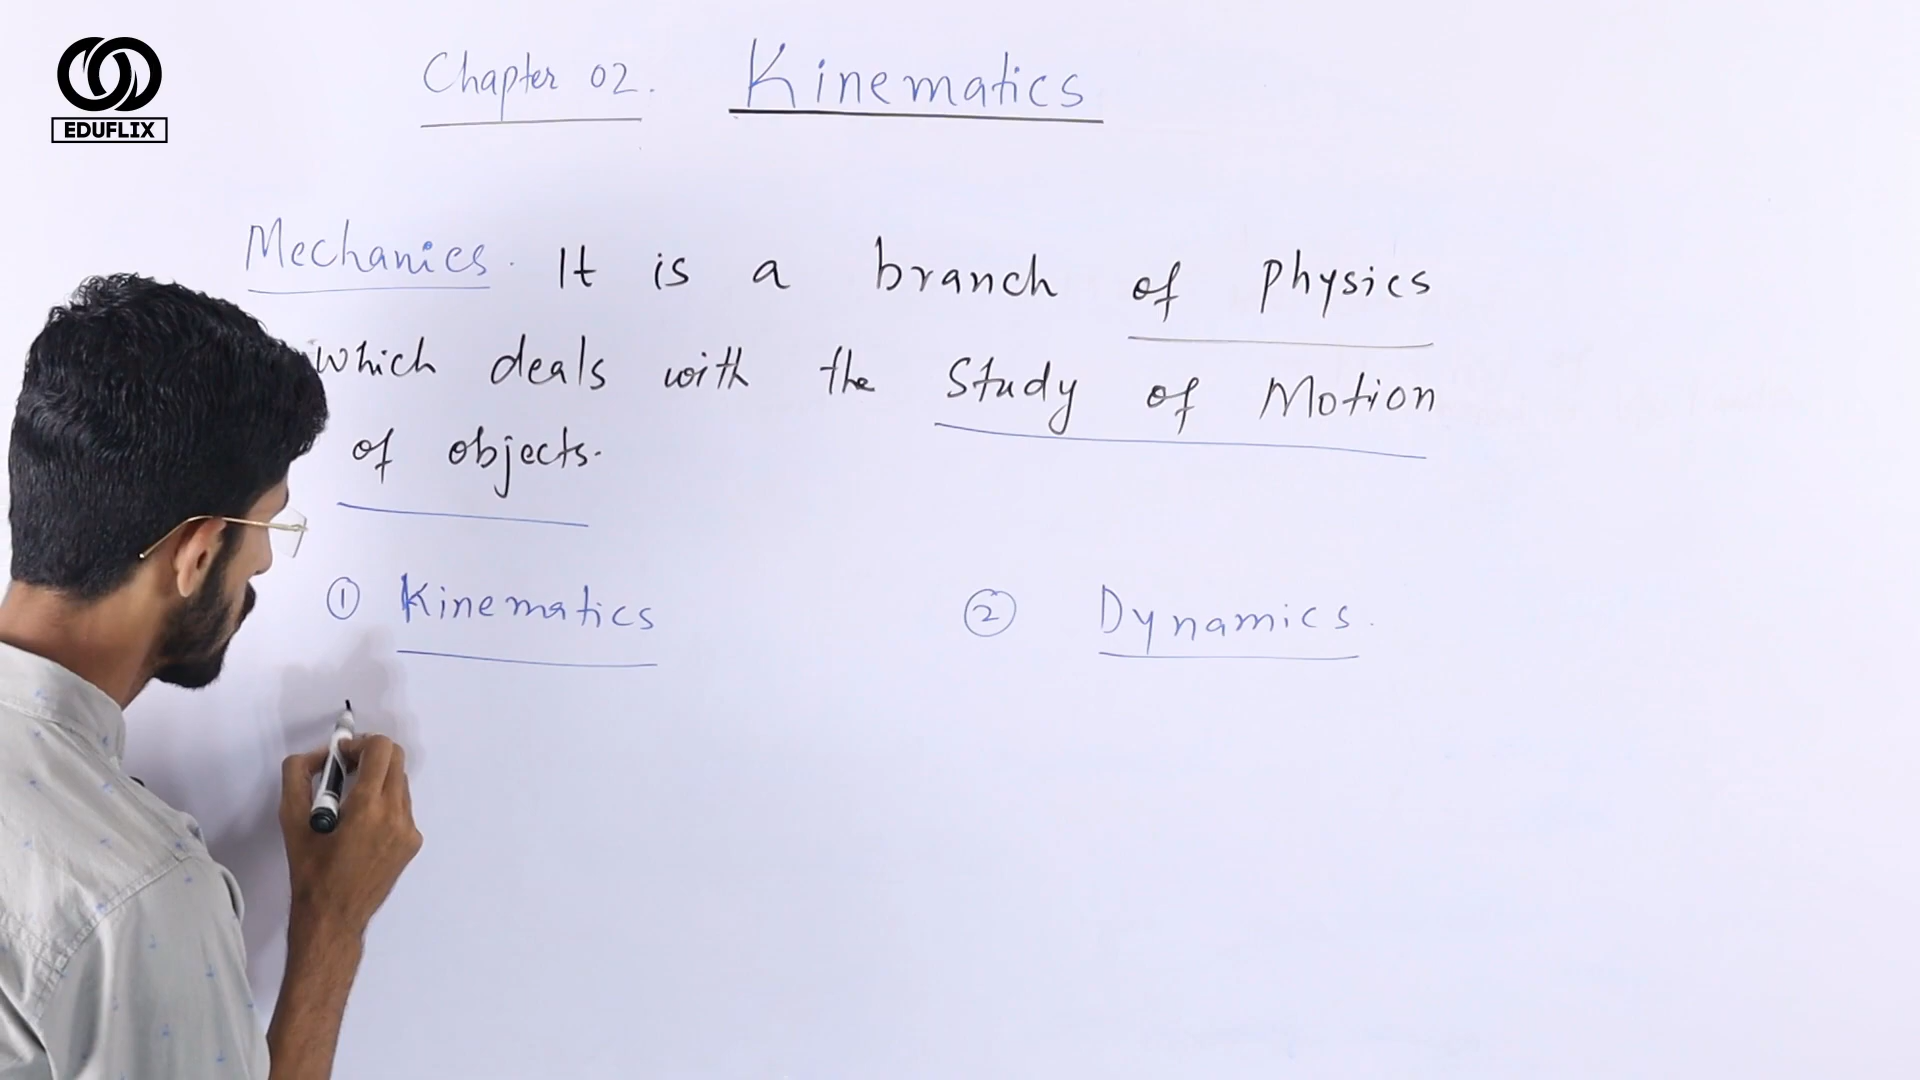 EDUFLIX
Chapter 02. Kinematics
Mechanics. It is a branch of Physics
which deals with the Study of Motion
of objects.
① Kinematics ② Dynamics.